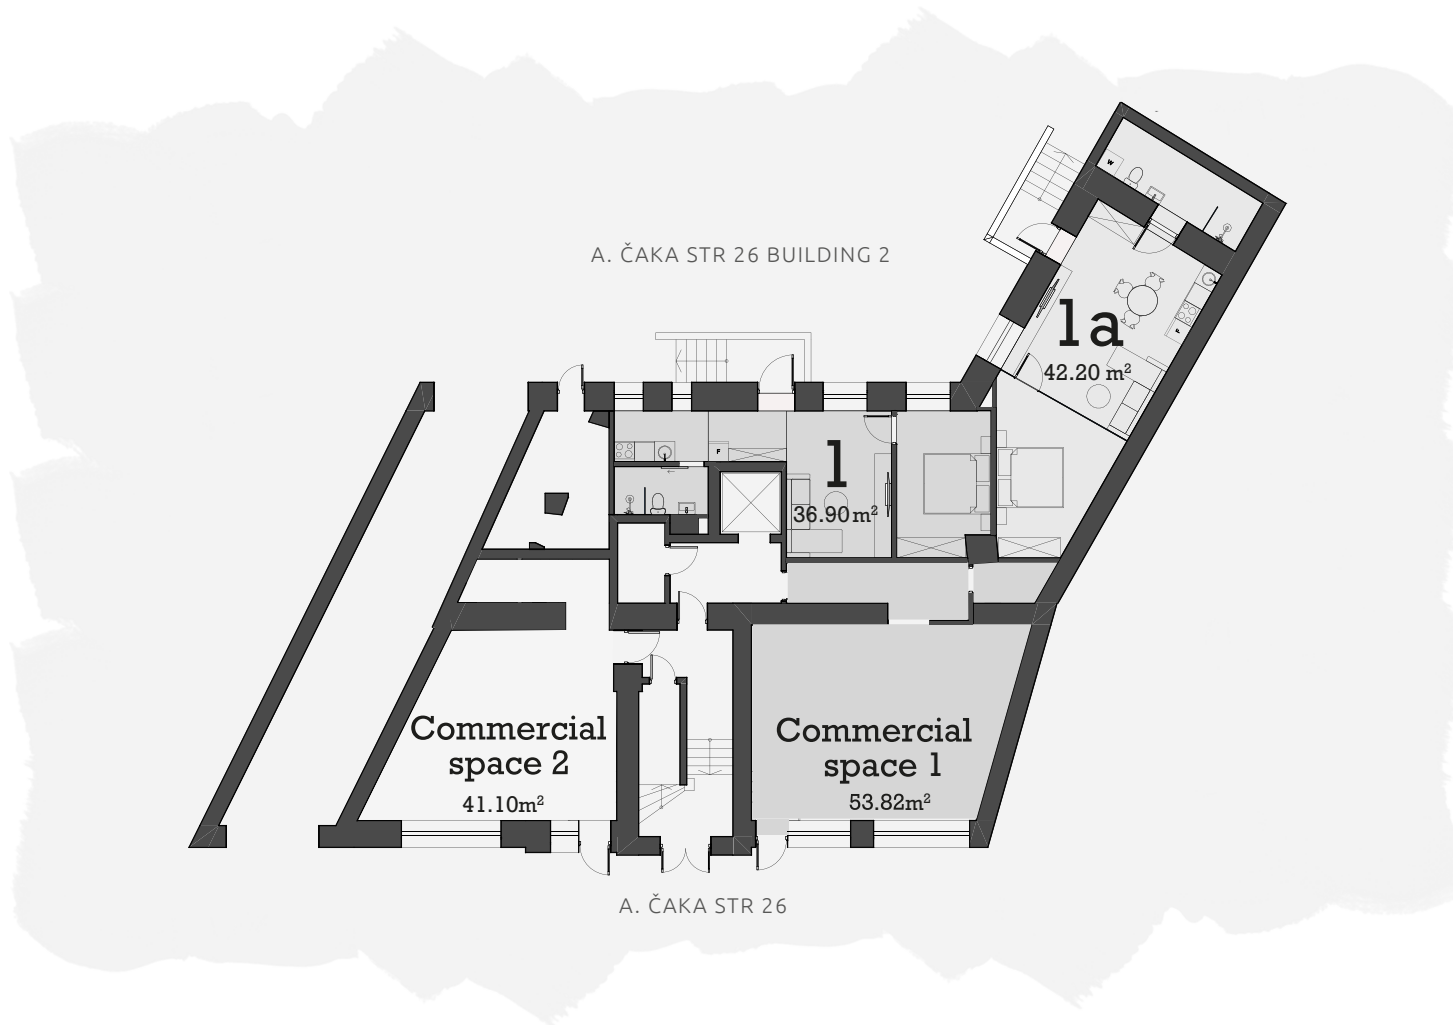 W
A. ČAKA STR 26 BUILDING 2
1a
42.20 m²
F
1
F
36.90 m²
Commercial
space 2
41.10m²
Commercial
space 1
53.82m²
A. ČAKA STR 26